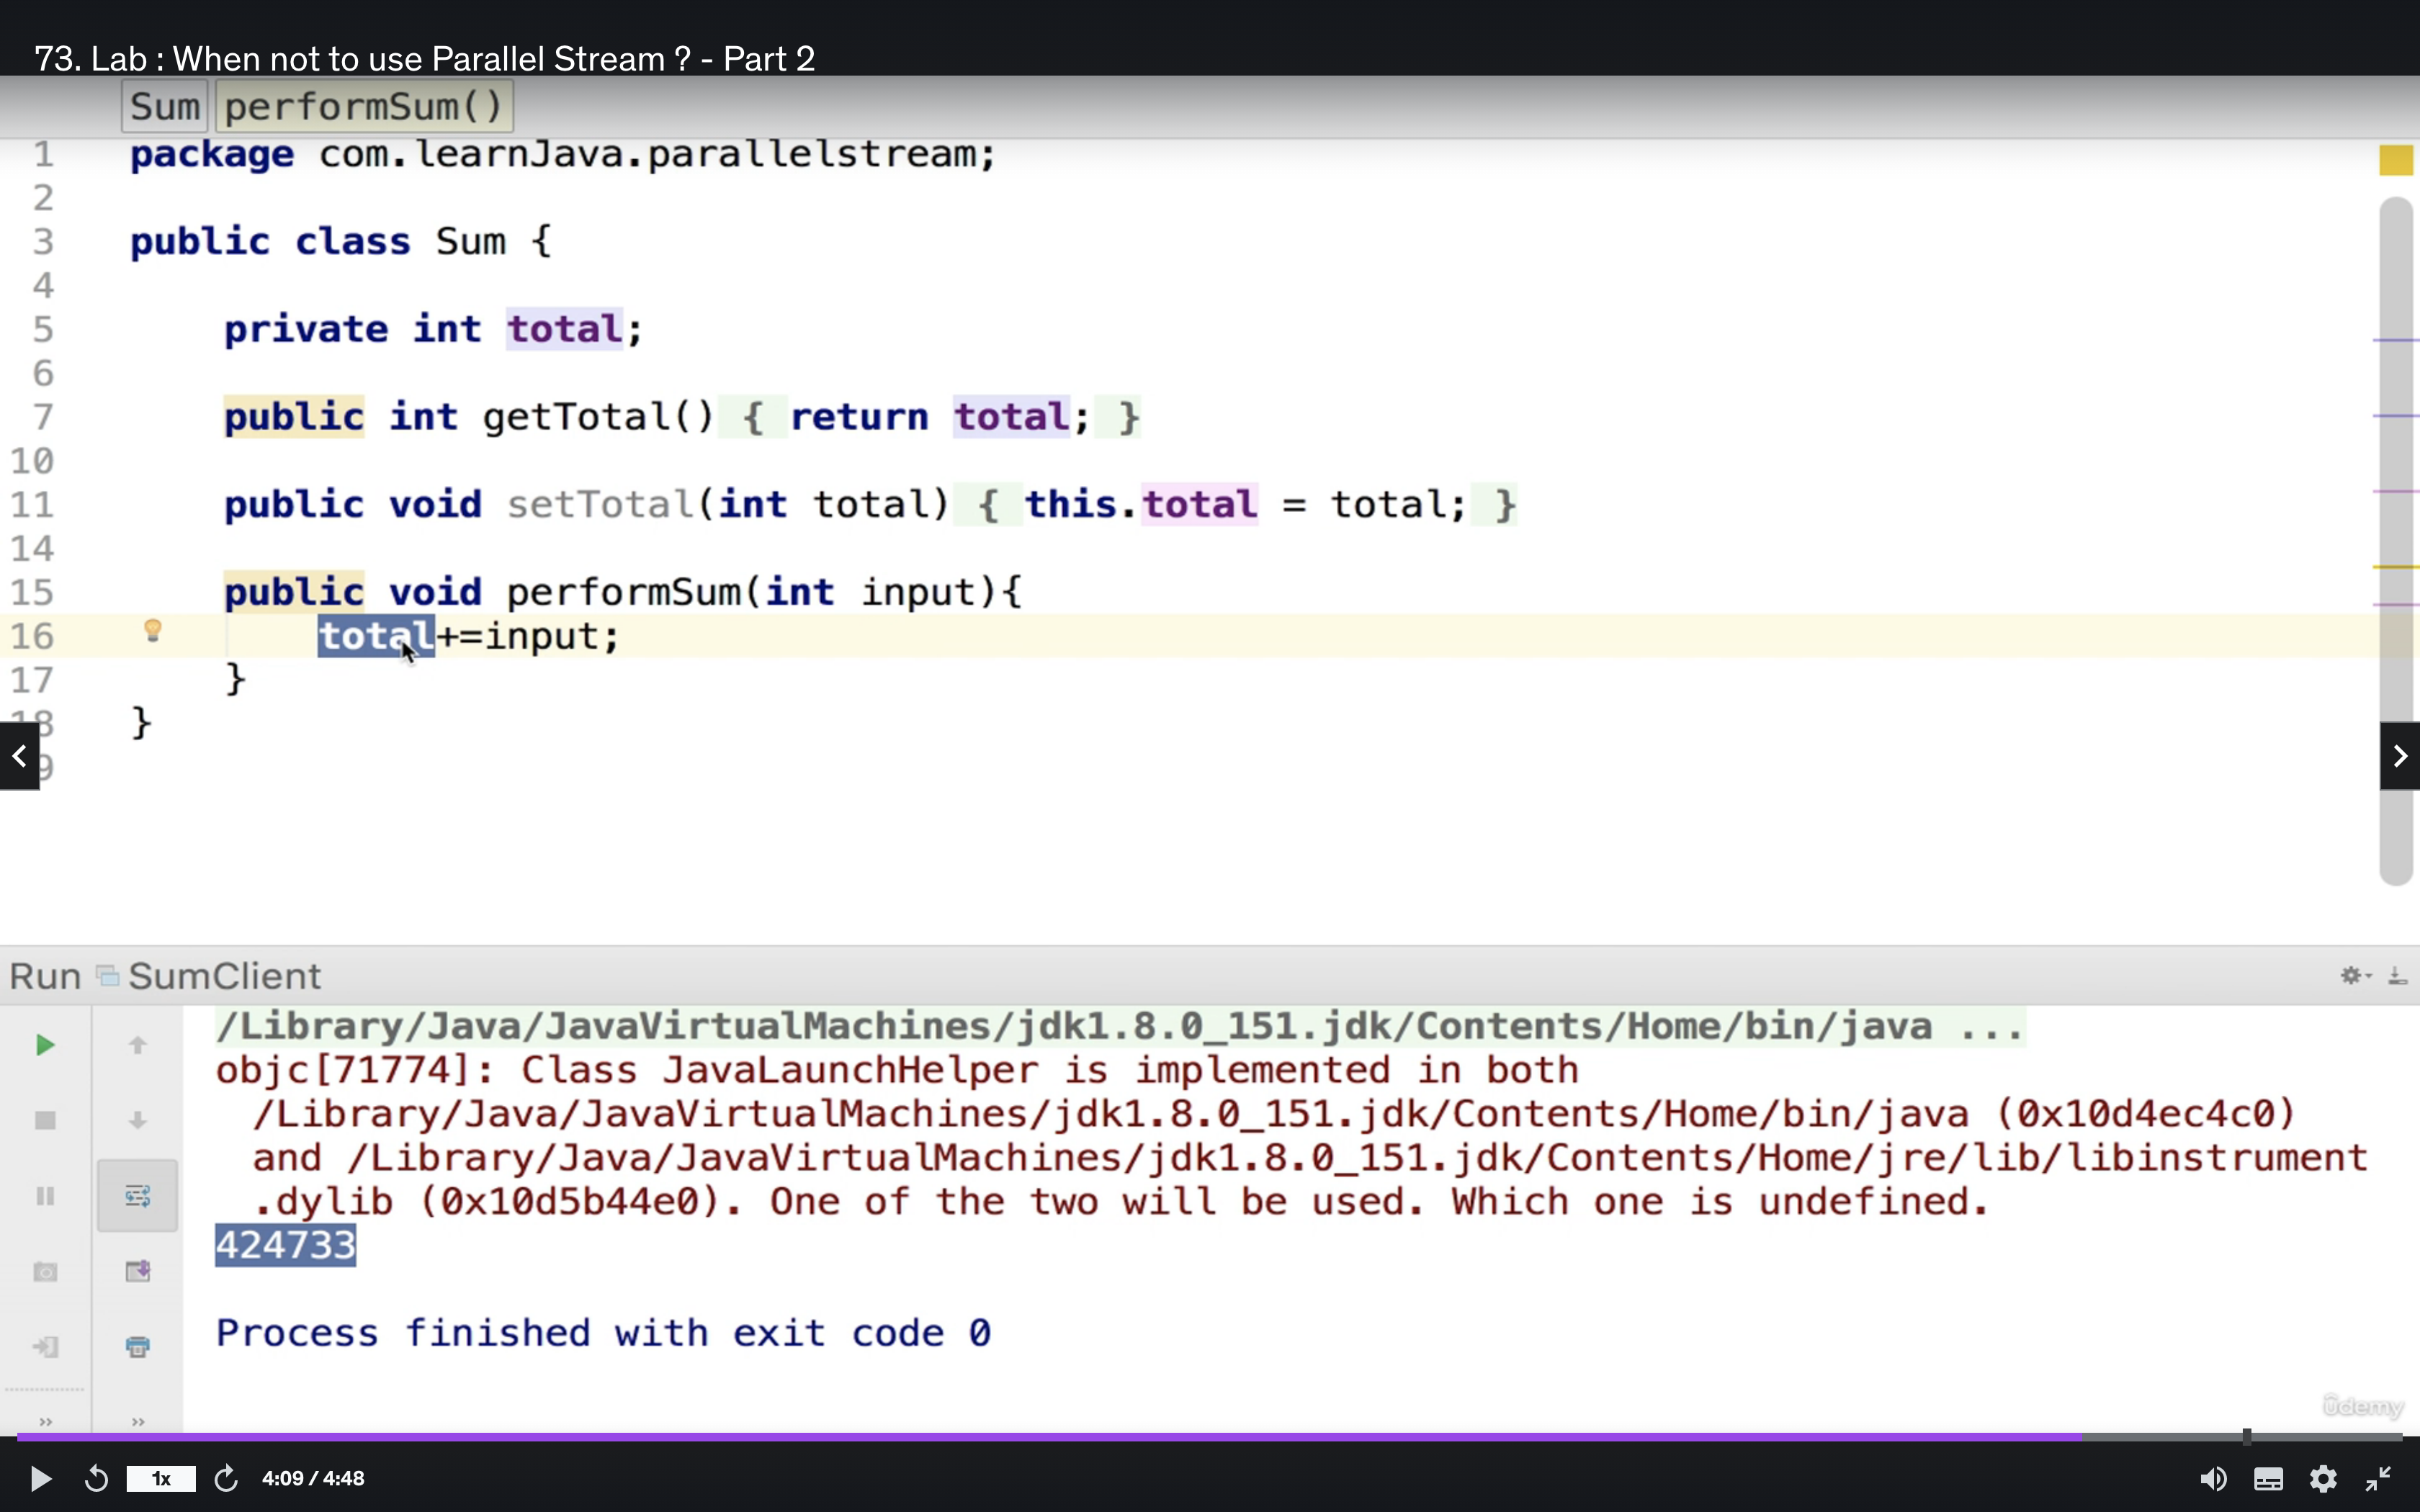 73. Lab : When not to use Parallel Stream ? - Part 2
Sum performSum()
1 package com.learnJava.parallelstream;
2
3 public class Sum {
4
5 private int total;
6
7 public int getTotal() { return total; }
10
11 public void setTotal(int total) { this.total = total; }
14
15 public void performSum(int input){
16 total+=input;
17 }
18 }
9
Run SumClient
/Library/Java/JavaVirtualMachines/jdk1.8.0_151.jdk/Contents/Home/bin/java ...
objc[71774]: Class JavaLaunchHelper is implemented in both
/Library/Java/JavaVirtualMachines/jdk1.8.0_151.jdk/Contents/Home/bin/java (0x10d4ec4c0)
and /Library/Java/JavaVirtualMachines/jdk1.8.0_151.jdk/Contents/Home/jre/lib/libinstrument
.dylib (0x10d5b44e0). One of the two will be used. Which one is undefined.
424733
Process finished with exit code 0
ûdemy
1x 4:09 / 4:48